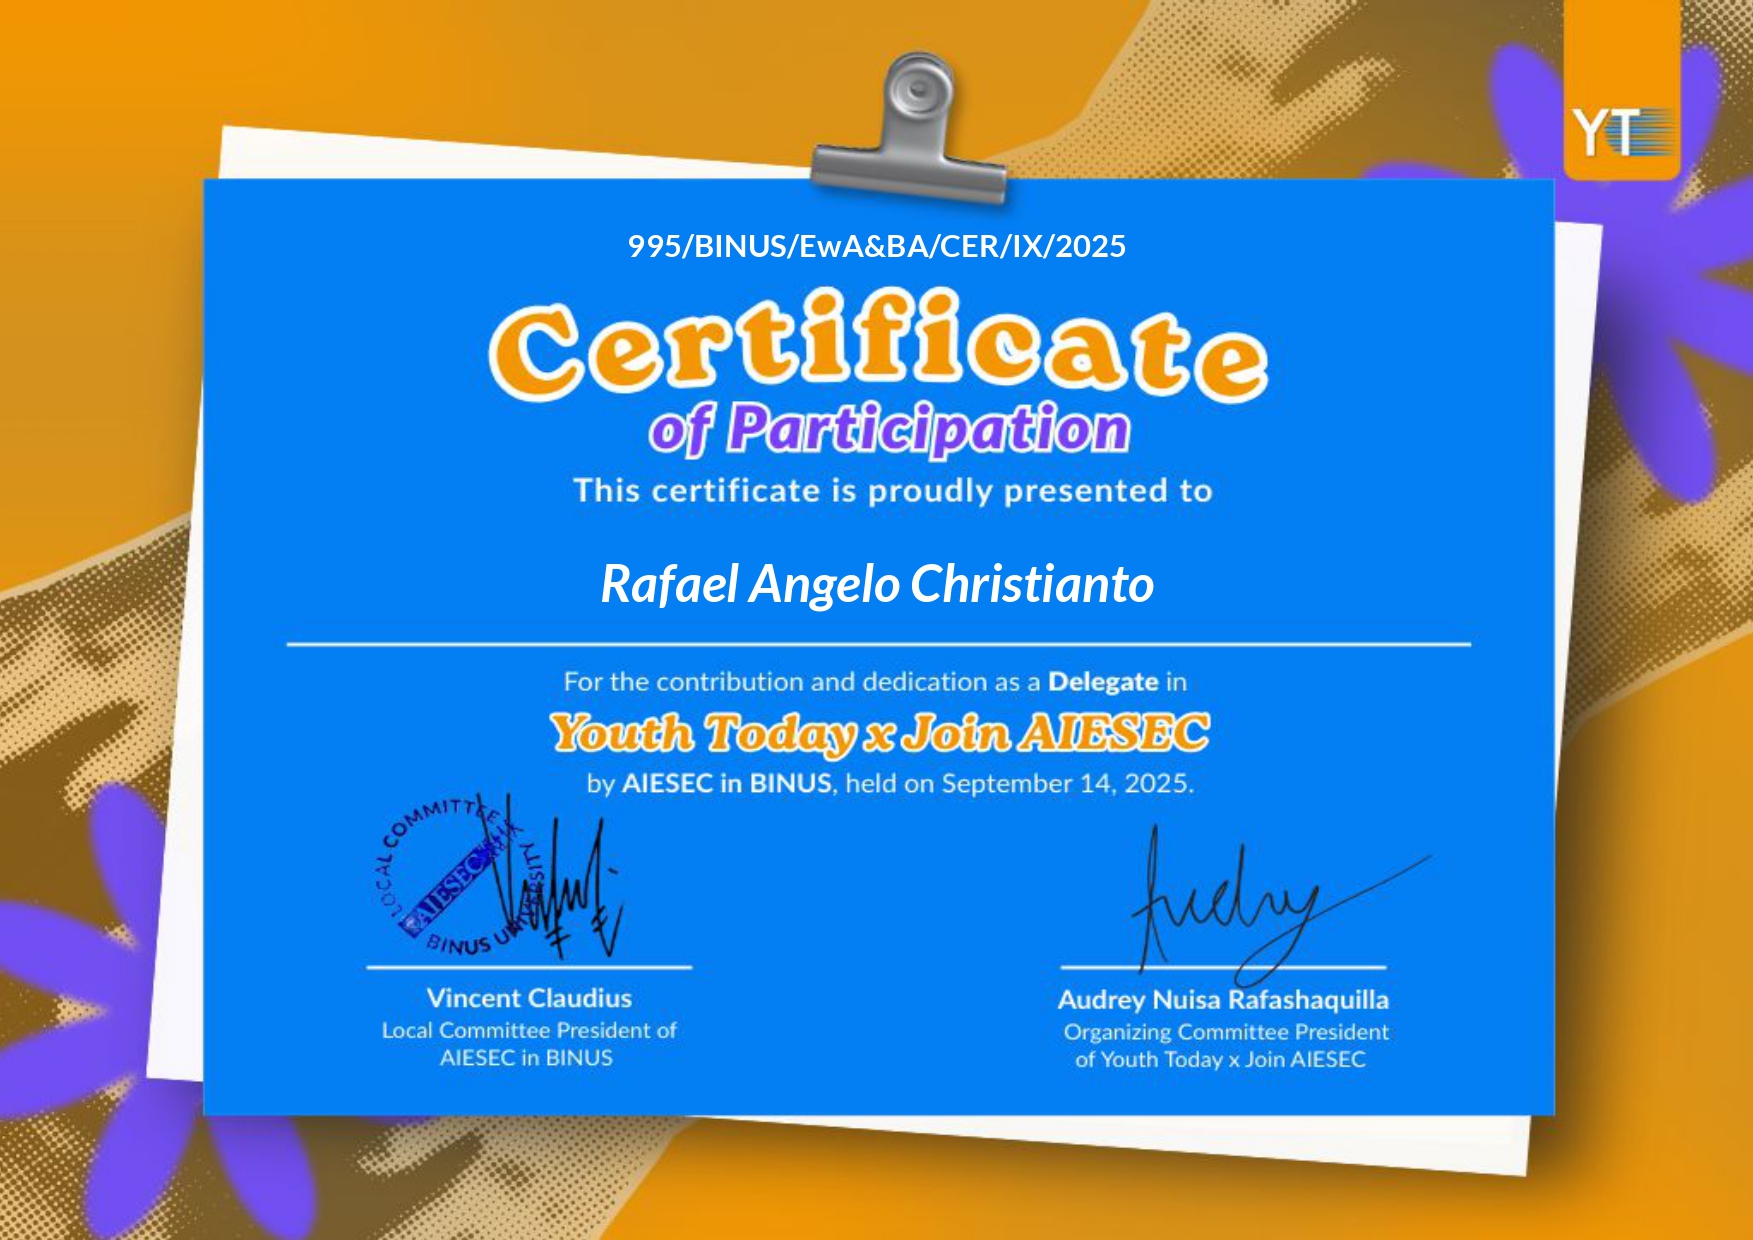 YT
995/BINUS/EwA&BA/CER/IX/2025
Certificate
of Participation
This certificate is proudly presented to
Rafael Angelo Christianto
For the contribution and dedication as a Delegate in
Youth Today x Join AIESEC
by AIESEC in BINUS, held on September 14, 2025.
LOCAL COMMITTEE
AIESEC
BINUS UNIVERSITY
Audrey
Vincent Claudius
Local Committee President of
AIESEC in BINUS
Audrey Nuisa Rafashaquilla
Organizing Committee President
of Youth Today x Join AIESEC